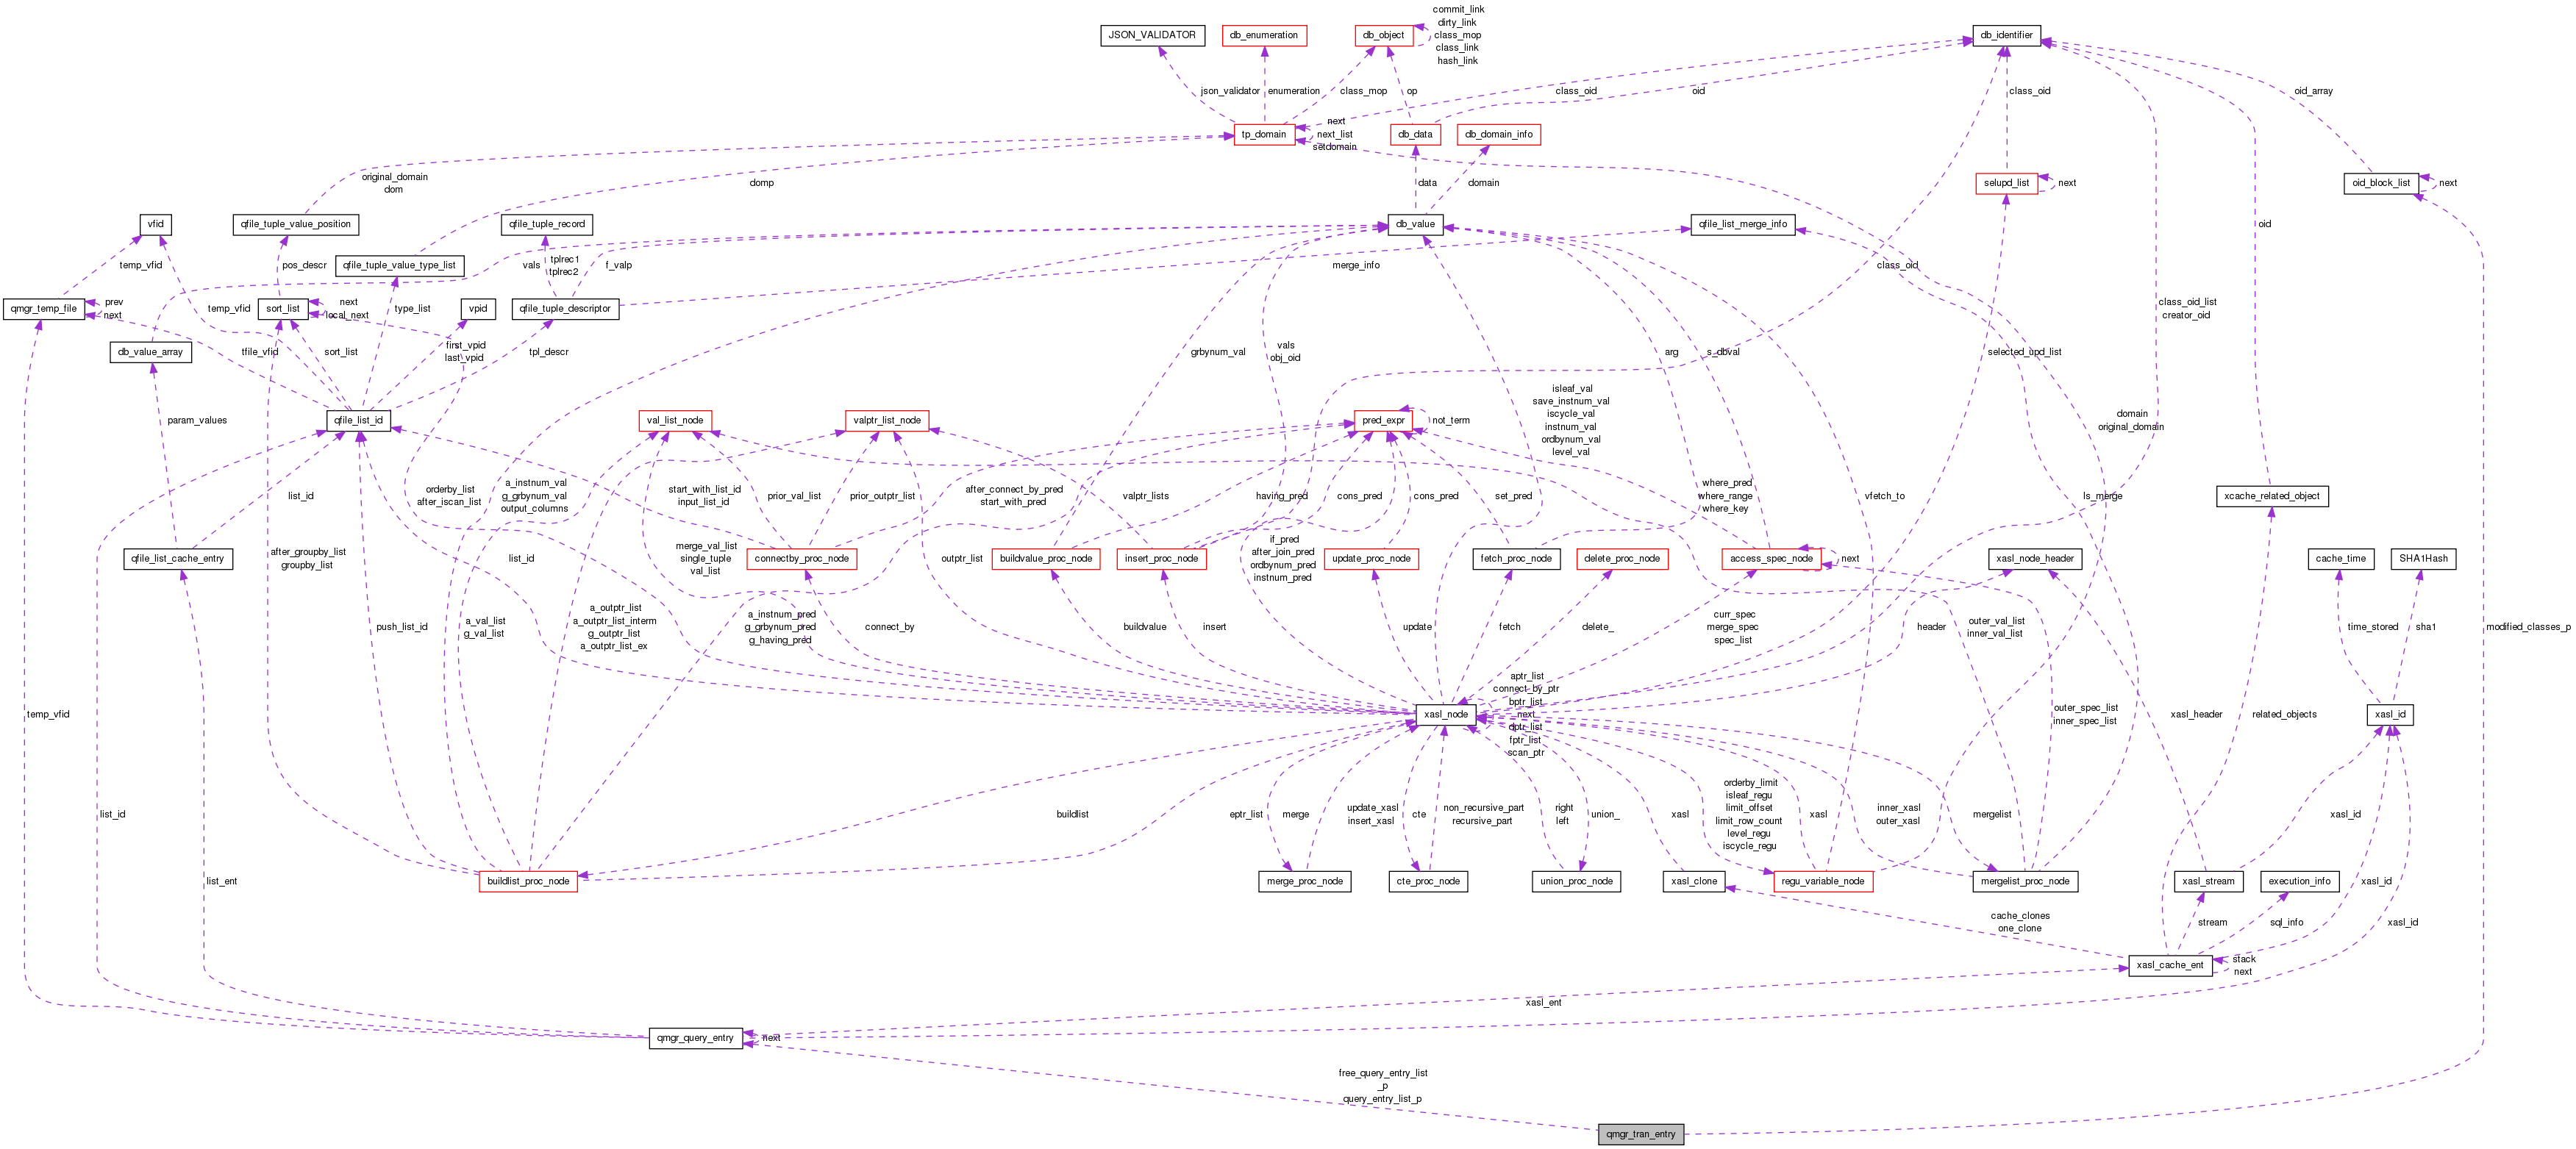 commit_link
dirty_link
class_mop
class_link
hash_link
JSON_VALIDATOR
db_enumeration
db_object
db_identifier
json_validator
enumeration
class_mop
op
class_oid
oid
class_oid
oid_array
tp_domain
next
next_list
setdomain
db_data
db_domain_info
original_domain
dom
domp
data
domain
selupd_list
next
oid_block_list
next
vfid
qfile_tuple_value_position
qfile_tuple_record
db_value
qfile_list_merge_info
oid
temp_vfid
pos_descr
qfile_tuple_value_type_list
vals
tplrec1
tplrec2
f_valp
merge_info
class_oid
qmgr_temp_file
prev
next
temp_vfid
sort_list
next
local_next
type_list
vpid
qfile_tuple_descriptor
class_oid_list
creator_oid
db_value_array
tfile_vfid
sort_list
first_vpid
last_vpid
tpl_descr
grbynum_val
vals
obj_oid
arg
s_dbval
selected_upd_list
param_values
qfile_list_id
val_list_node
valptr_list_node
pred_expr
not_term
isleaf_val
save_instnum_val
iscycle_val
instnum_val
ordbynum_val
level_val
domain
original_domain
list_id
orderby_list
after_iscan_list
a_instnum_val
g_grbynum_val
output_columns
start_with_list_id
input_list_id
prior_val_list
prior_outptr_list
after_connect_by_pred
start_with_pred
valptr_lists
having_pred
cons_pred
cons_pred
set_pred
where_pred
where_range
where_key
vfetch_to
ls_merge
xcache_related_object
qfile_list_cache_entry
after_groupby_list
groupby_list
list_id
merge_val_list
single_tuple
val_list
connectby_proc_node
outptr_list
buildvalue_proc_node
insert_proc_node
if_pred
after_join_pred
ordbynum_pred
instnum_pred
update_proc_node
fetch_proc_node
delete_proc_node
access_spec_node
next
xasl_node_header
cache_time
SHA1Hash
push_list_id
a_val_list
g_val_list
a_outptr_list
a_outptr_list_interm
g_outptr_list
a_outptr_list_ex
a_instnum_pred
g_grbynum_pred
g_having_pred
connect_by
buildvalue
insert
update
fetch
delete_
curr_spec
merge_spec
spec_list
header
outer_val_list
inner_val_list
time_stored
sha1
modified_classes_p
temp_vfid
xasl_node
aptr_list
connect_by_ptr
bptr_list
next
dptr_list
fptr_list
scan_ptr
outer_spec_list
inner_spec_list
xasl_header
related_objects
xasl_id
list_id
buildlist
eptr_list
merge
update_xasl
insert_xasl
cte
non_recursive_part
recursive_part
right
left
union_
xasl
orderby_limit
isleaf_regu
limit_offset
limit_row_count
level_regu
iscycle_regu
xasl
inner_xasl
outer_xasl
mergelist
xasl_id
list_ent
buildlist_proc_node
merge_proc_node
cte_proc_node
union_proc_node
xasl_clone
regu_variable_node
mergelist_proc_node
xasl_stream
execution_info
xasl_id
cache_clones
one_clone
stream
sql_info
xasl_id
xasl_cache_ent
stack
next
xasl_ent
qmgr_query_entry
next
free_query_entry_list
_p
query_entry_list_p
qmgr_tran_entry